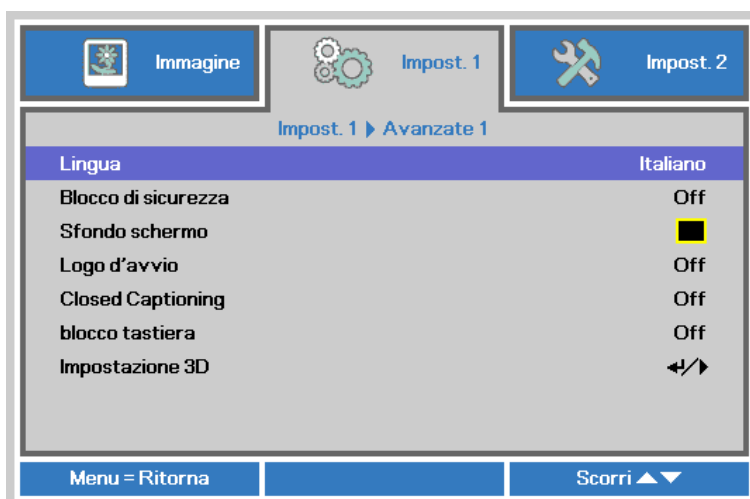 Immagine
Impost. 1
Impost. 2
Impost. 1 ▶ Avanzate 1
Lingua Italiano
Blocco di sicurezza Off
Sfondo schermo
Logo d'avvio Off
Closed Captioning Off
blocco tastiera Off
Impostazione 3D ↵/▶
Menu = Ritorna
Scorri ▲▼